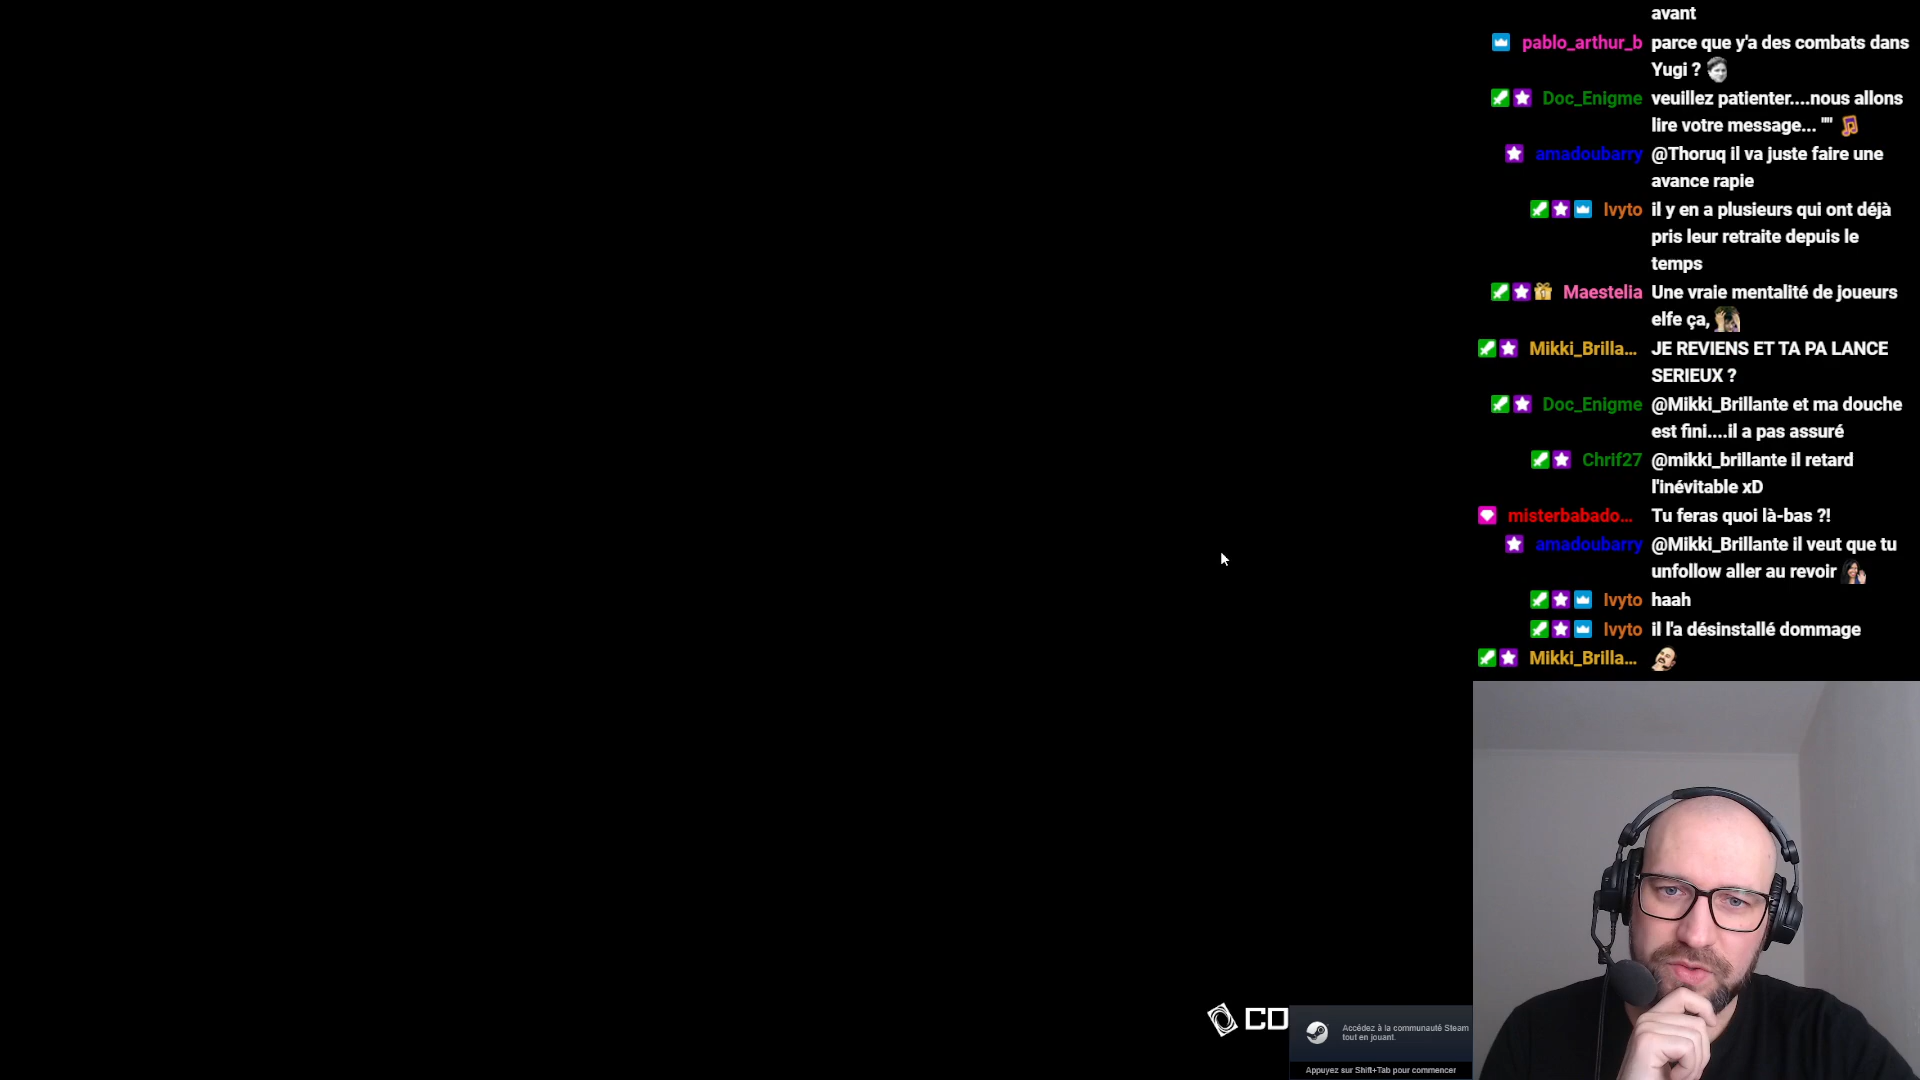 avant
pablo_arthur_b parce que y'a des combats dans
Yugi ?
Doc_Enigme veuillez patienter....nous allons
lire votre message... ""
amadoubarry @Thoruq il va juste faire une
avance rapie
Ivyto il y en a plusieurs qui ont déjà
pris leur retraite depuis le
temps
Maestelia Une vraie mentalité de joueurs
elfe ça,
Mikki_Brilla... JE REVIENS ET TA PA LANCE
SERIEUX ?
Doc_Enigme @Mikki_Brillante et ma douche
est fini....il a pas assuré
Chrif27 @mikki_brillante il retard
l'inévitable xD
misterbabado... Tu feras quoi là-bas ?!
amadoubarry @Mikki_Brillante il veut que tu
unfollow aller au revoir
Ivyto haah
Ivyto il l'a désinstallé dommage
Mikki_Brilla...
CO
Accédez à la communauté Steam
tout en jouant.
Appuyez sur Shift+Tab pour commencer